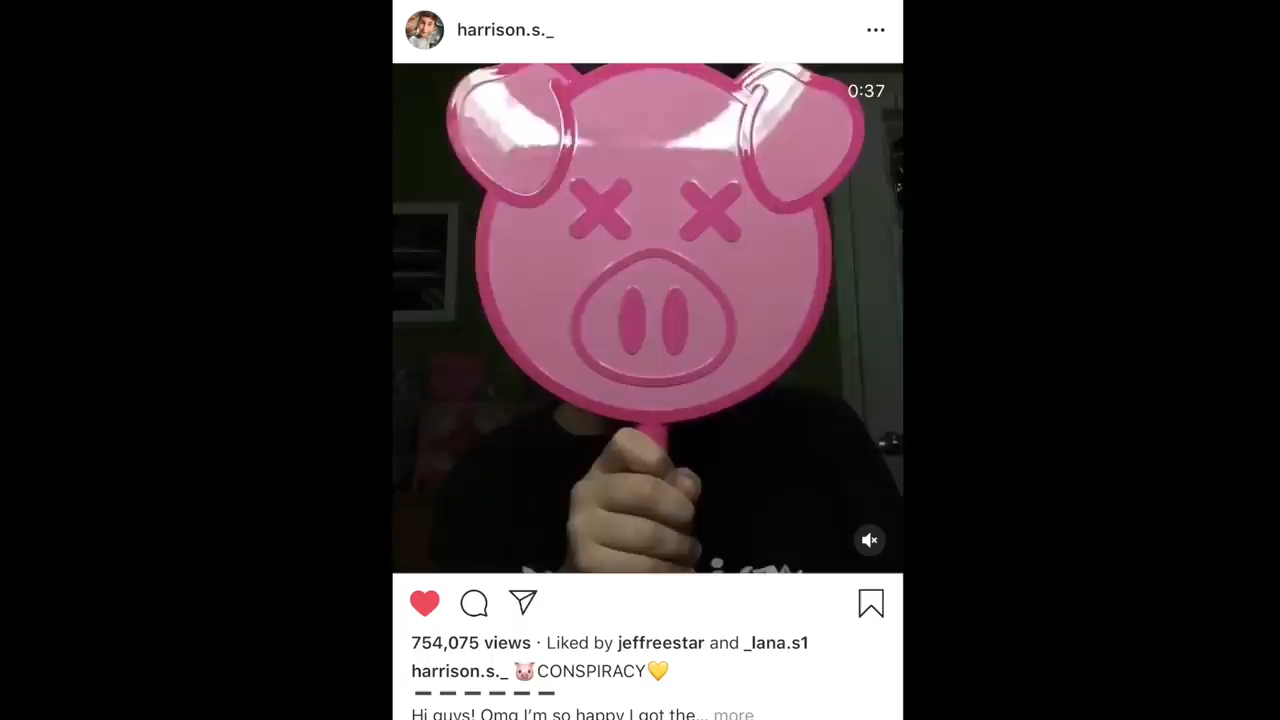 harrison.s._
0:37
754,075 views · Liked by jeffreestar and _lana.s1
harrison.s._ 🐷CONSPIRACY💛
Hi guys! Omg I'm so happy I got the... more